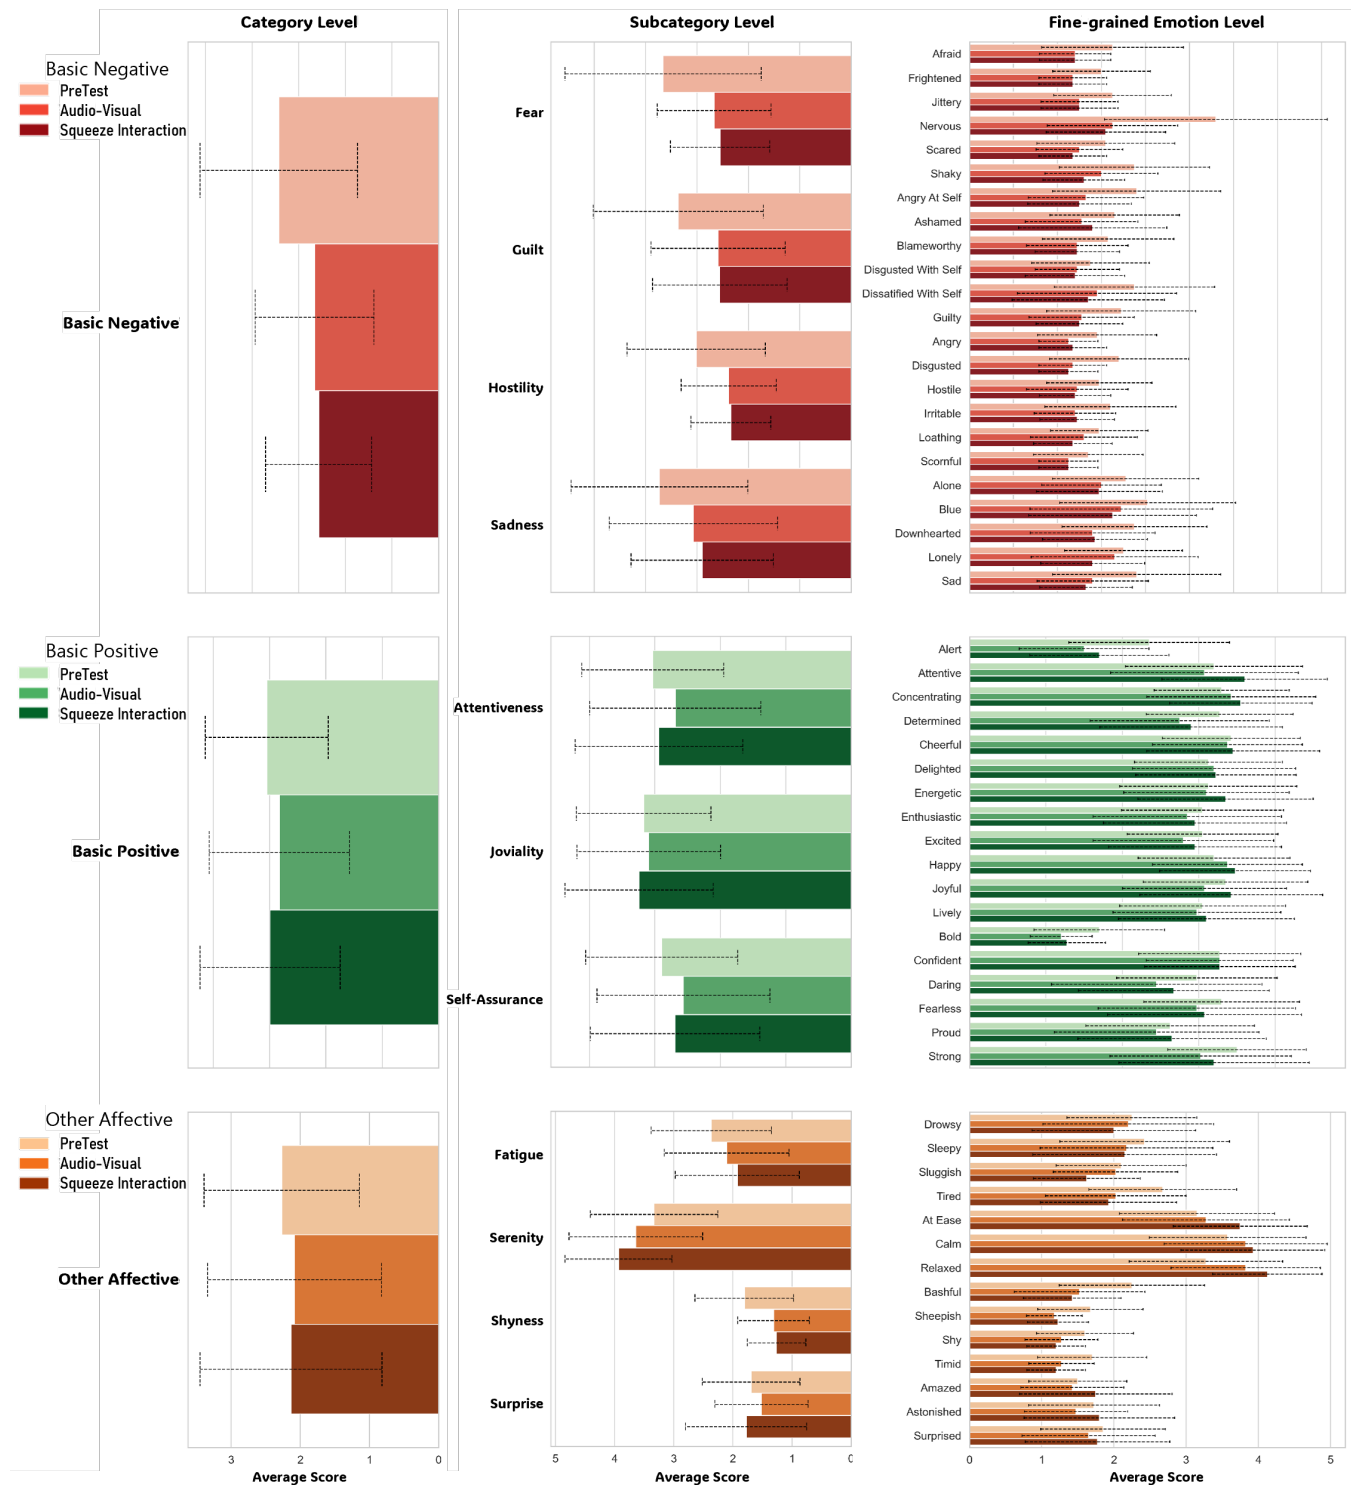 Category Level
Subcategory Level
Fine-grained Emotion Level
Basic Negative
PreTest
Audio-Visual
Squeeze Interaction
Basic Negative
Fear
Guilt
Hostility
Sadness
Afraid
Frightened
Jittery
Nervous
Scared
Shaky
Angry At Self
Ashamed
Blameworthy
Disgusted With Self
Dissatified With Self
Guilty
Angry
Disgusted
Hostile
Irritable
Loathing
Scornful
Alone
Blue
Downhearted
Lonely
Sad
Basic Positive
PreTest
Audio-Visual
Squeeze Interaction
Basic Positive
Attentiveness
Joviality
Self-Assurance
Alert
Attentive
Concentrating
Determined
Cheerful
Delighted
Energetic
Enthusiastic
Excited
Happy
Joyful
Lively
Bold
Confident
Daring
Fearless
Proud
Strong
Other Affective
PreTest
Audio-Visual
Squeeze Interaction
Other Affective
Fatigue
Serenity
Shyness
Surprise
Drowsy
Sleepy
Sluggish
Tired
At Ease
Calm
Relaxed
Bashful
Sheepish
Shy
Timid
Amazed
Astonished
Surprised
3 2 1 0
Average Score
5 4 3 2 1 0
Average Score
0 1 2 3 4 5
Average Score